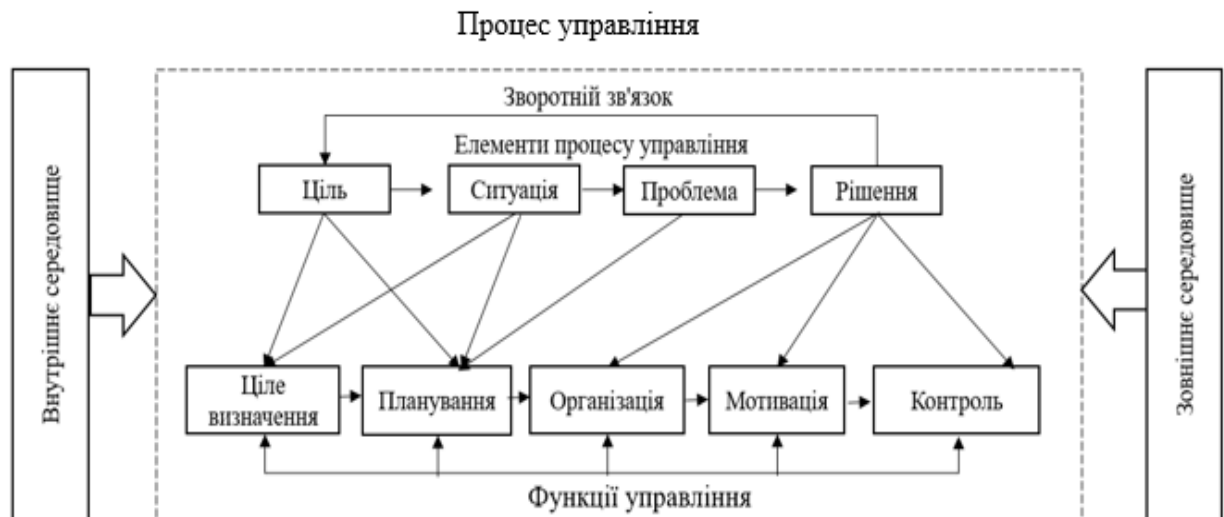 Процес управління
Внутрішнє середовище
Зворотній зв'язок
Елементи процесу управління
Ціль
Ситуація
Проблема
Рішення
Ціле
визначення
Планування
Організація
Мотивація
Контроль
Функції управління
Зовнішнє середовище